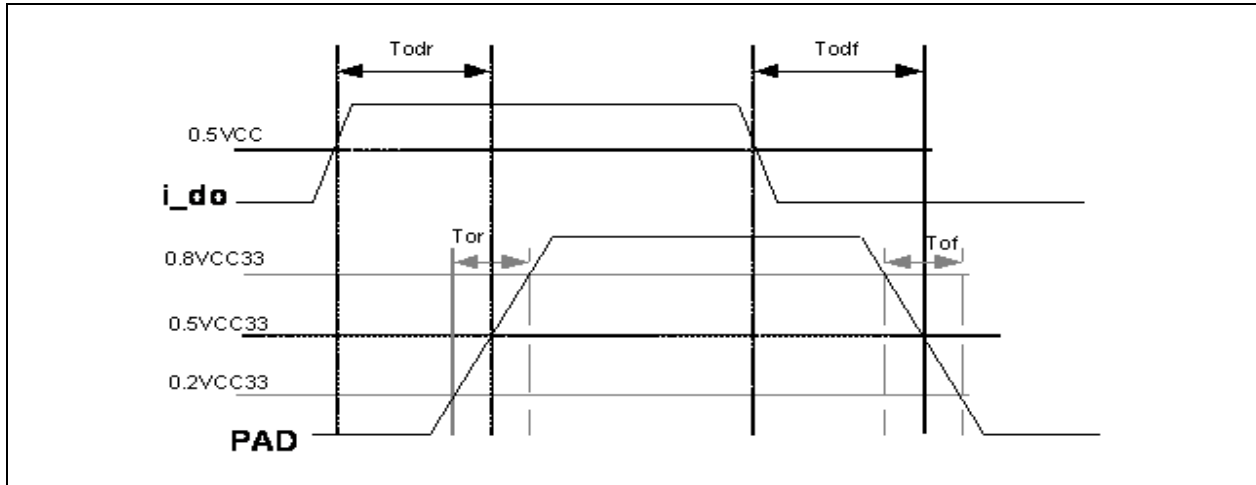 Todr
Todf
0.5VCC
i_do
Tor
Tof
0.8VCC33
0.5VCC33
0.2VCC33
PAD